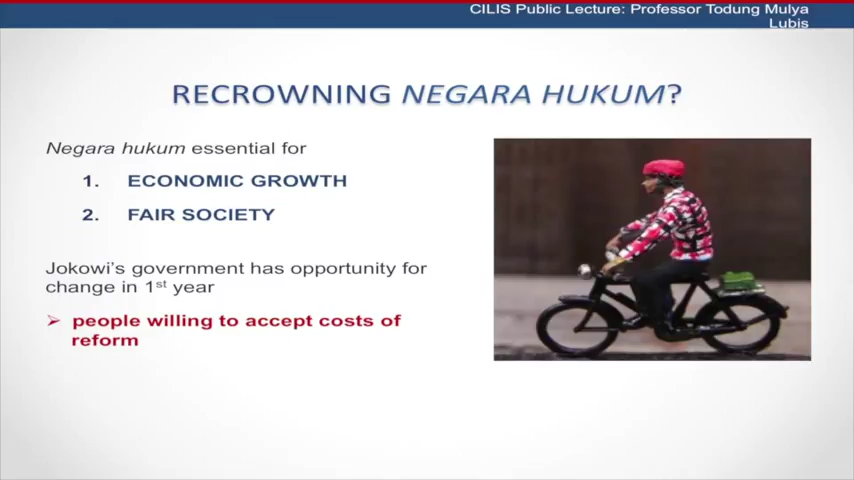 CILIS Public Lecture: Professor Todung Mulya
Lubis
RECROWNING NEGARA HUKUM?
Negara hukum essential for
1. ECONOMIC GROWTH
2. FAIR SOCIETY
Jokowi's government has opportunity for
change in 1st year
➢ people willing to accept costs of
reform